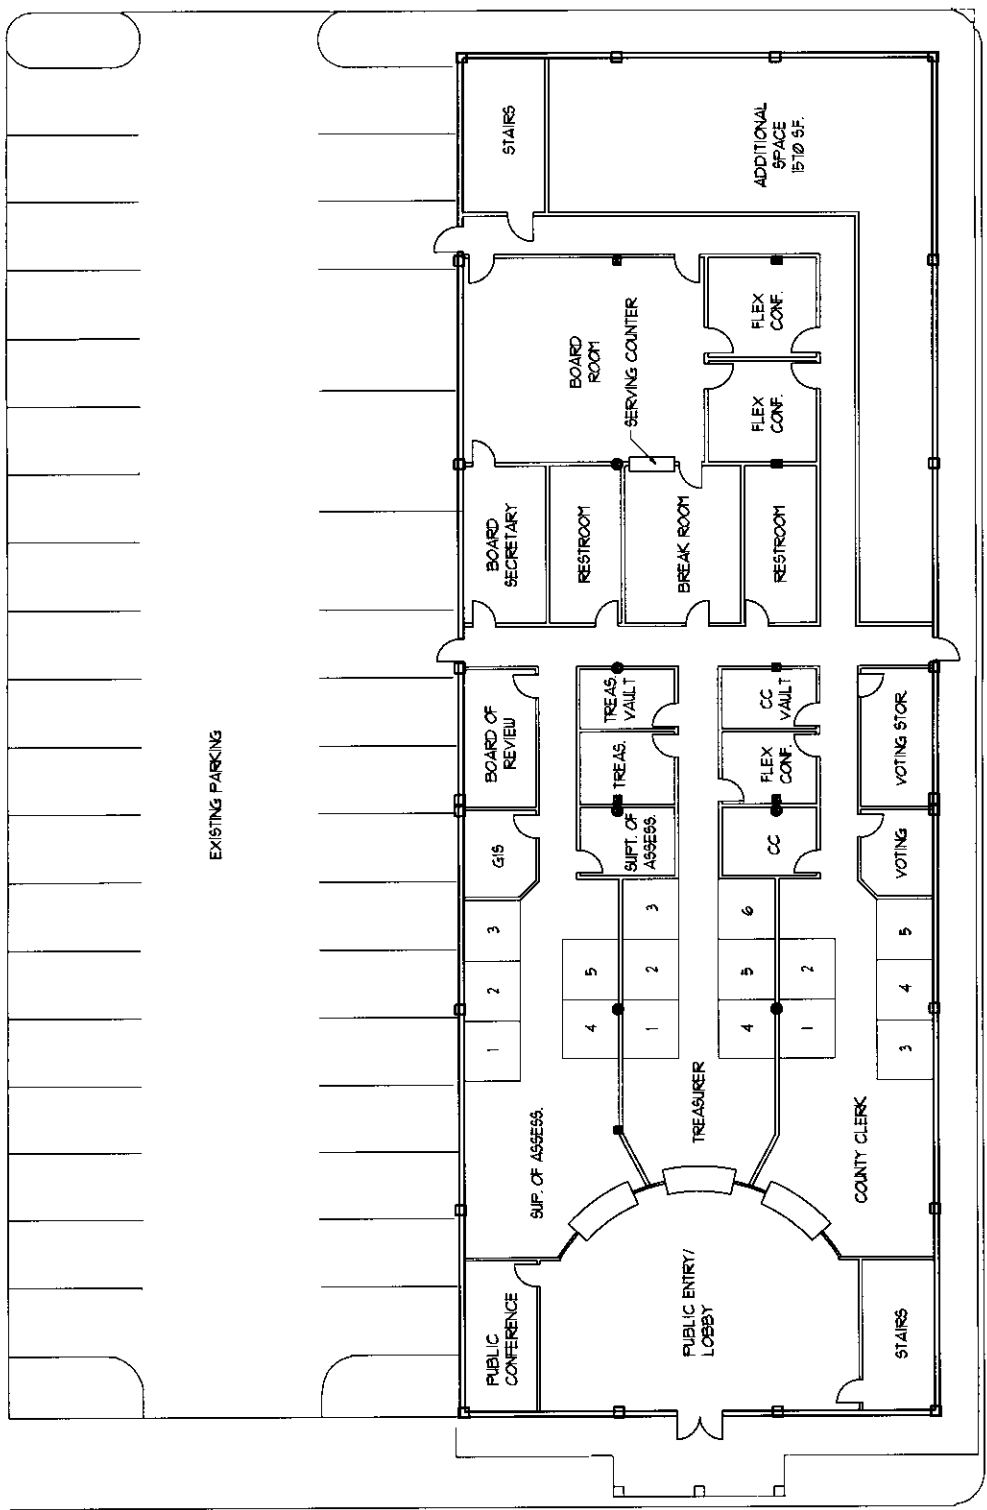 EXISTING PARKING
STAIRS
ADDITIONAL
SPACE
1570 S.F.
BOARD
ROOM
SERVING COUNTER
FLEX
CONF.
FLEX
CONF.
BOARD
SECRETARY
RESTROOM
BREAK ROOM
RESTROOM
BOARD OF
REVIEW
TREAS.
VAULT
CC
VAULT
VOTING STOR.
TREAS.
FLEX
CONF.
GIS
SUPT. OF
ASSESS.
CC
VOTING
3
2
1
5
4
3
2
1
6
5
4
2
1
5
4
3
SUP. OF ASSESS.
TREASURER
COUNTY CLERK
PUBLIC
CONFERENCE
PUBLIC ENTRY/
LOBBY
STAIRS